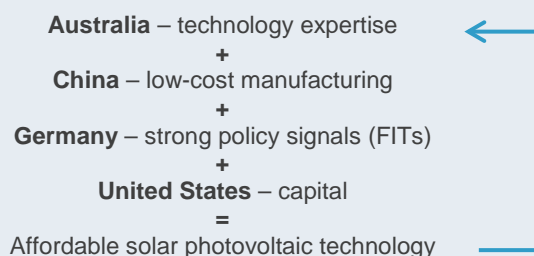 Australia – technology expertise
+
China – low-cost manufacturing
+
Germany – strong policy signals (FITs)
+
United States – capital
=
Affordable solar photovoltaic technology